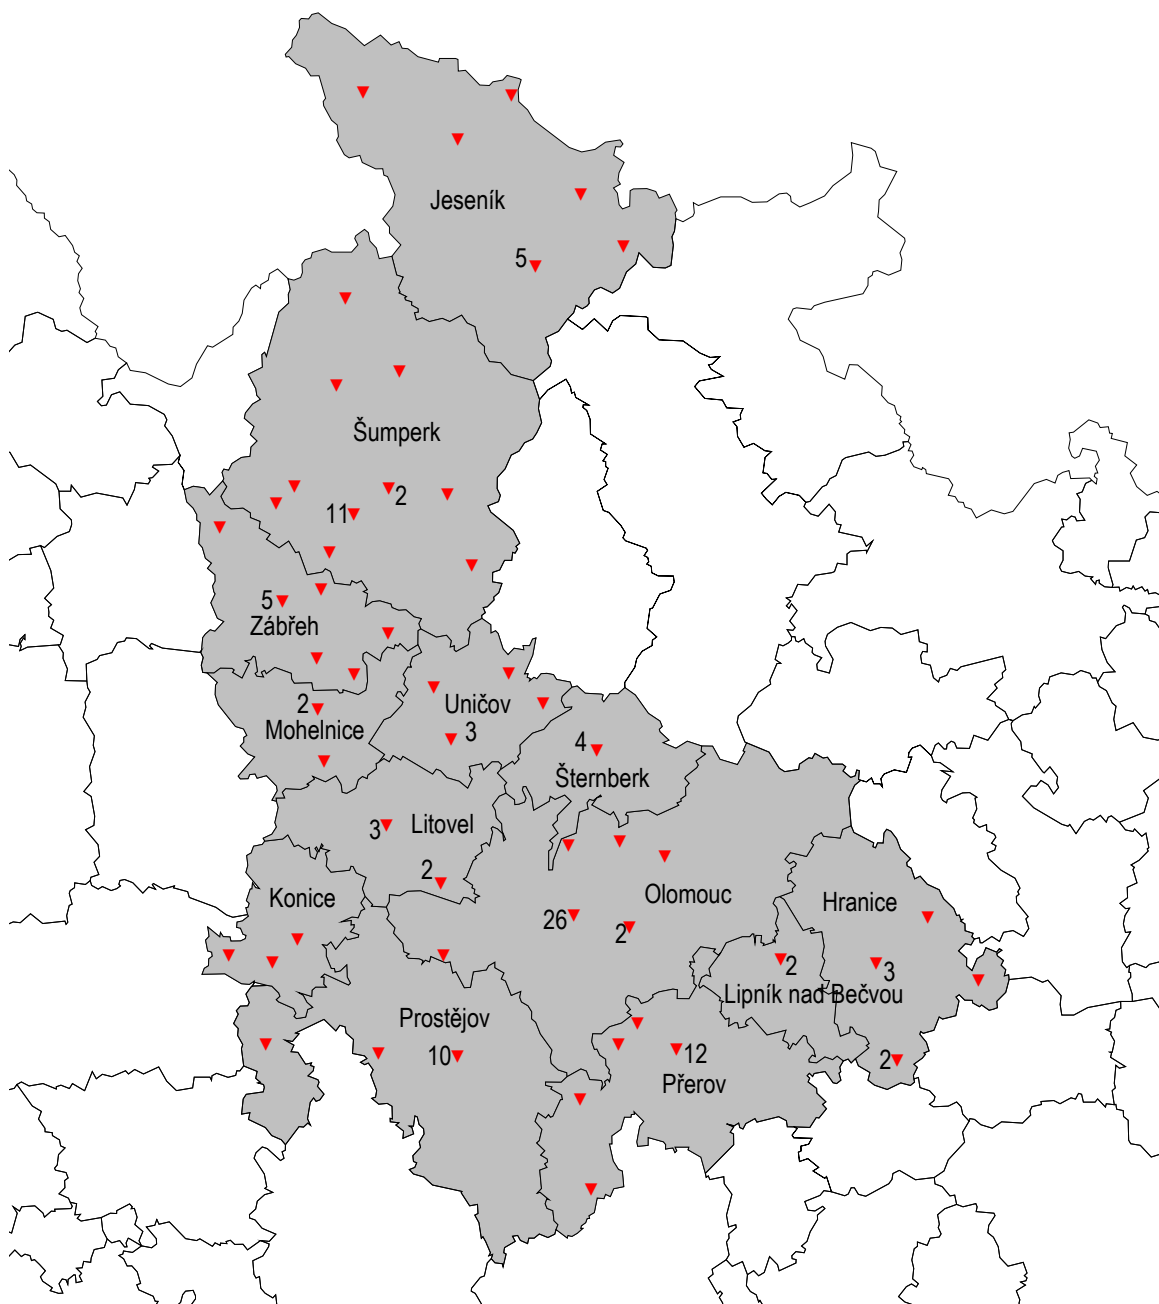 Jeseník
5
Šumperk
2
11
5
Zábřeh
2
Mohelnice
Uničov
3
4
Šternberk
3
Litovel
2
Konice
Olomouc
Hranice
26
2
2
3
Lipník nad Bečvou
Prostějov
10
12
2
Přerov